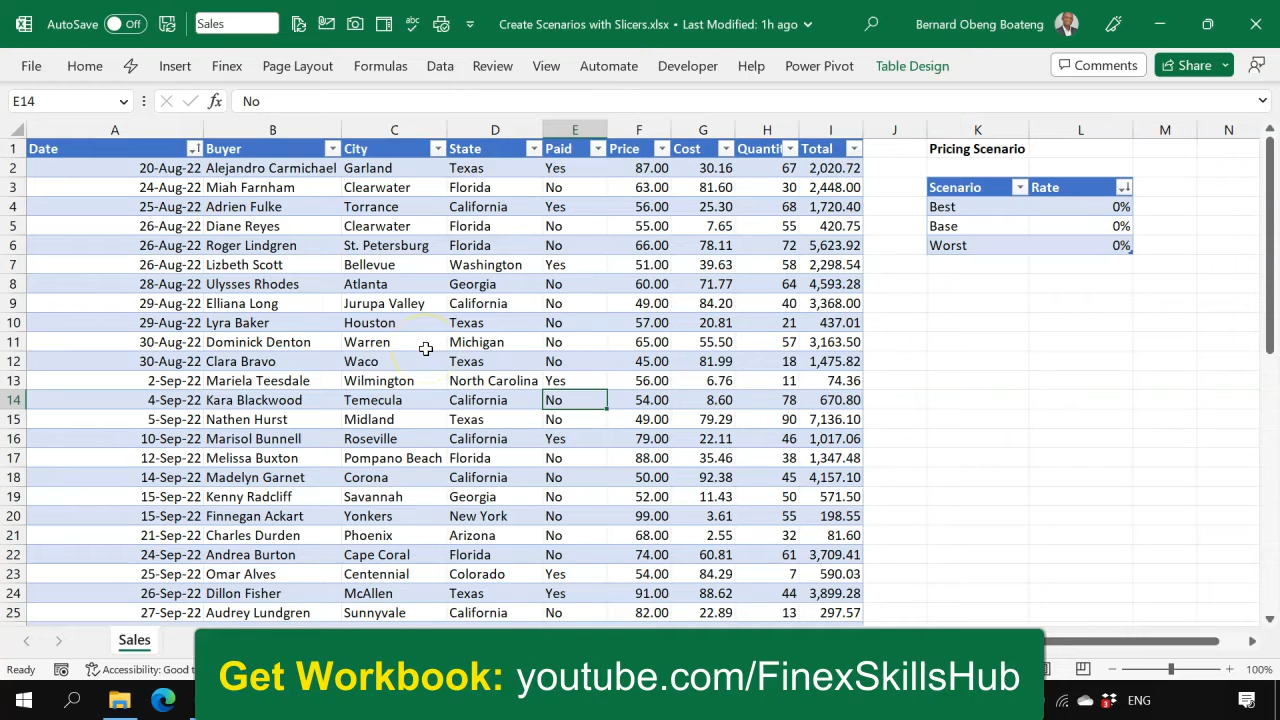 AutoSave Off Sales Create Scenarios with Slicers.xlsx • Last Modified: 1h ago Bernard Obeng Boateng
File Home Insert Finex Page Layout Formulas Data Review View Automate Developer Help Power Pivot Table Design Comments Share
E14 fx No
A B C D E F G H I J K L M N
1 Date Buyer City State Paid Price Cost Quantit Total Pricing Scenario
2 20-Aug-22 Alejandro Carmichael Garland Texas Yes 87.00 30.16 67 2,020.72
3 24-Aug-22 Miah Farnham Clearwater Florida No 63.00 81.60 30 2,448.00 Scenario Rate
4 25-Aug-22 Adrien Fulke Torrance California Yes 56.00 25.30 68 1,720.40 Best 0%
5 26-Aug-22 Diane Reyes Clearwater Florida No 55.00 7.65 55 420.75 Base 0%
6 26-Aug-22 Roger Lindgren St. Petersburg Florida No 66.00 78.11 72 5,623.92 Worst 0%
7 26-Aug-22 Lizbeth Scott Bellevue Washington Yes 51.00 39.63 58 2,298.54
8 28-Aug-22 Ulysses Rhodes Atlanta Georgia No 60.00 71.77 64 4,593.28
9 29-Aug-22 Elliana Long Jurupa Valley California No 49.00 84.20 40 3,368.00
10 29-Aug-22 Lyra Baker Houston Texas No 57.00 20.81 21 437.01
11 30-Aug-22 Dominick Denton Warren Michigan No 65.00 55.50 57 3,163.50
12 30-Aug-22 Clara Bravo Waco Texas No 45.00 81.99 18 1,475.82
13 2-Sep-22 Mariela Teesdale Wilmington North Carolina Yes 56.00 6.76 11 74.36
14 4-Sep-22 Kara Blackwood Temecula California No 54.00 8.60 78 670.80
15 5-Sep-22 Nathen Hurst Midland Texas No 49.00 79.29 90 7,136.10
16 10-Sep-22 Marisol Bunnell Roseville California Yes 79.00 22.11 46 1,017.06
17 12-Sep-22 Melissa Buxton Pompano Beach Florida No 88.00 35.46 38 1,347.48
18 14-Sep-22 Madelyn Garnet Corona California No 50.00 92.38 45 4,157.10
19 15-Sep-22 Kenny Radcliff Savannah Georgia No 52.00 11.43 50 571.50
20 15-Sep-22 Finnegan Ackart Yonkers New York No 99.00 3.61 55 198.55
21 21-Sep-22 Charles Durden Phoenix Arizona No 68.00 2.55 32 81.60
22 24-Sep-22 Andrea Burton Cape Coral Florida No 74.00 60.81 61 3,709.41
23 25-Sep-22 Omar Alves Centennial Colorado Yes 54.00 84.29 7 590.03
24 26-Sep-22 Dillon Fisher McAllen Texas Yes 91.00 88.62 44 3,899.28
25 27-Sep-22 Audrey Lundgren Sunnyvale California No 82.00 22.89 13 297.57
Sales
Ready Accessibility: Good t 100%
Get Workbook: youtube.com/FinexSkillsHub
ENG